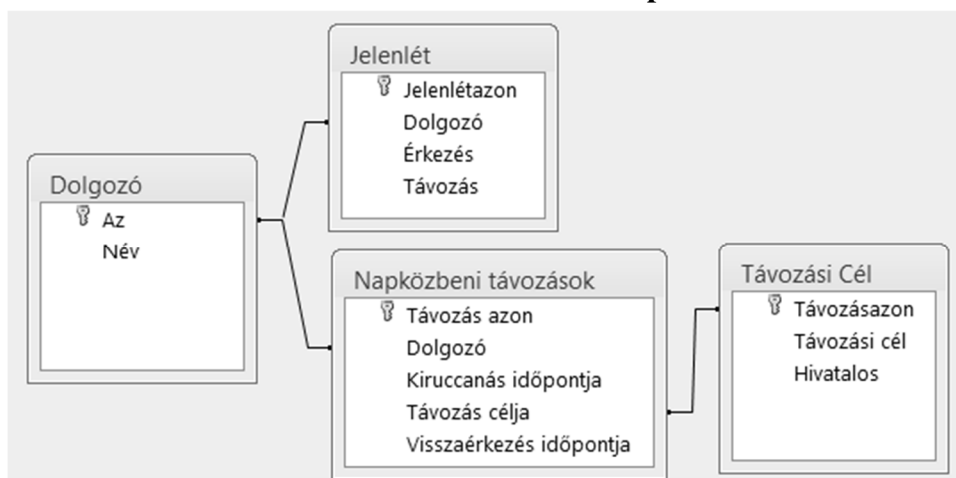 Jelenlét
Jelenlétazon
Dolgozó
Érkezés
Távozás
Dolgozó
Az
Név
Napközbeni távozások
Távozás azon
Dolgozó
Kiruccanás időpontja
Távozás célja
Visszaérkezés időpontja
Távozási Cél
Távozásazon
Távozási cél
Hivatalos